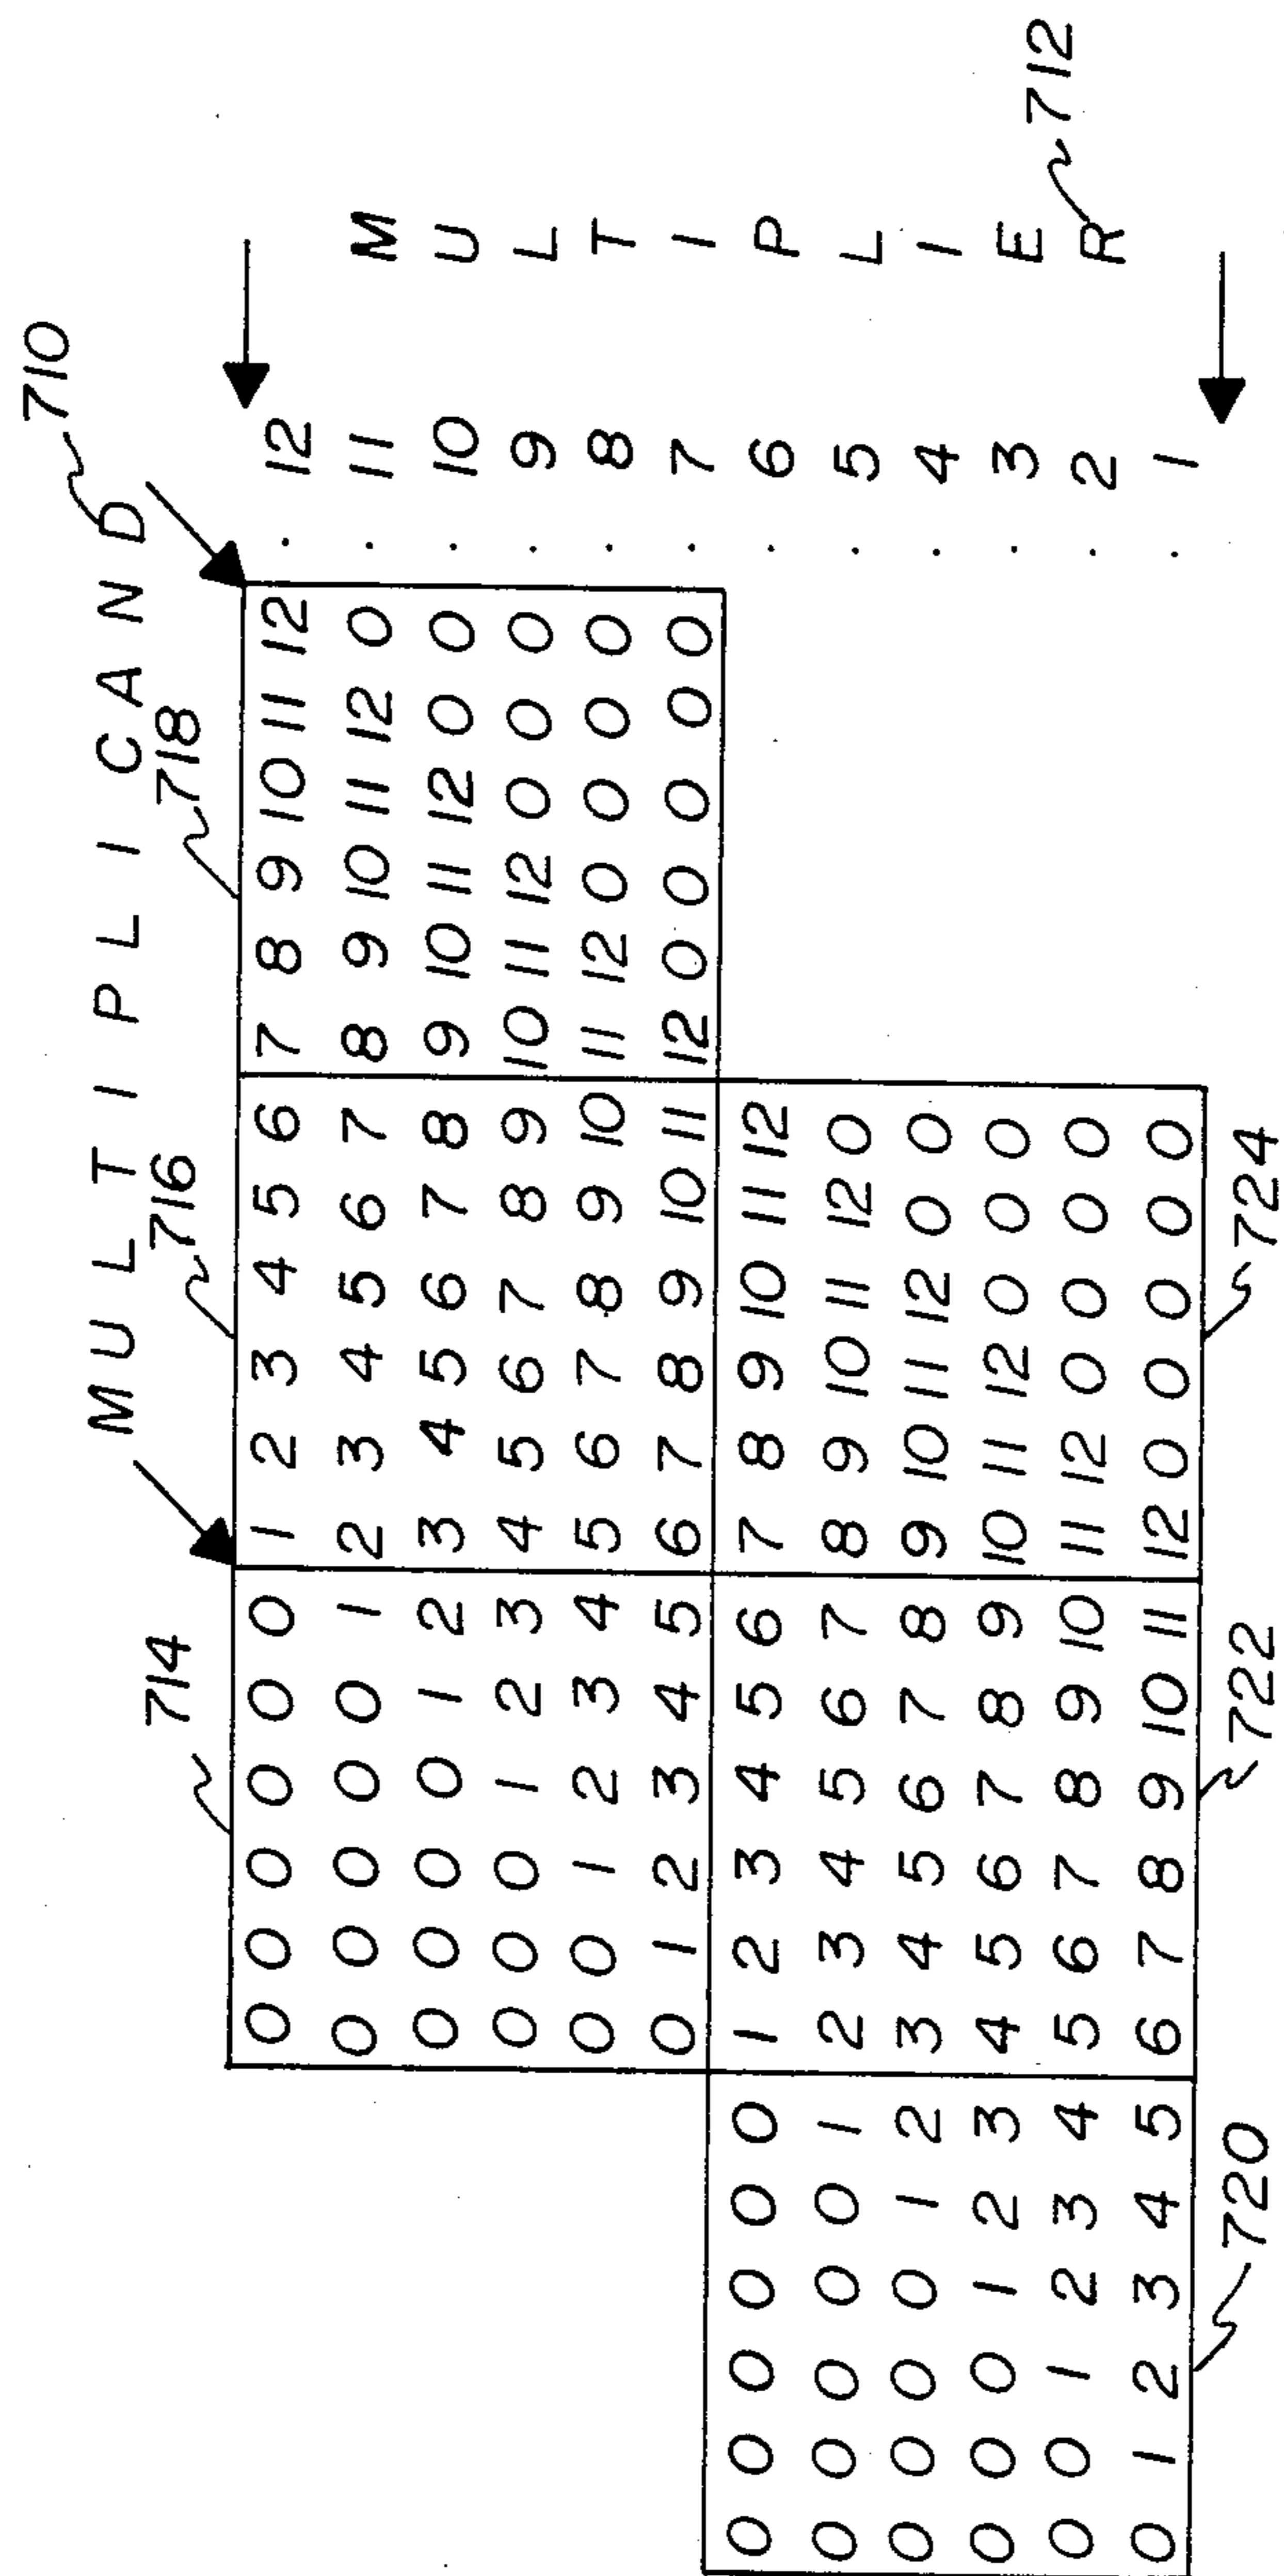 710
MULTIPLICAND
714 716 718
0 0 0 0 0 0 1 2 3 4 5 6 7 8 9 10 11 12 . 12
0 0 0 0 0 1 2 3 4 5 6 7 8 9 10 11 12 0 . 11
0 0 0 0 1 2 3 4 5 6 7 8 9 10 11 12 0 0 . 10
0 0 0 1 2 3 4 5 6 7 8 9 10 11 12 0 0 0 . 9
0 0 1 2 3 4 5 6 7 8 9 10 11 12 0 0 0 0 . 8
0 1 2 3 4 5 6 7 8 9 10 11 12 0 0 0 0 0 . 7
0 0 0 0 0 0 1 2 3 4 5 6 7 8 9 10 11 12 . 6
0 0 0 0 0 1 2 3 4 5 6 7 8 9 10 11 12 0 . 5
0 0 0 0 1 2 3 4 5 6 7 8 9 10 11 12 0 0 . 4
0 0 0 1 2 3 4 5 6 7 8 9 10 11 12 0 0 0 . 3
0 0 1 2 3 4 5 6 7 8 9 10 11 12 0 0 0 0 . 2
0 1 2 3 4 5 6 7 8 9 10 11 12 0 0 0 0 0 . 1
720 722 724
MULTIPLIER
712